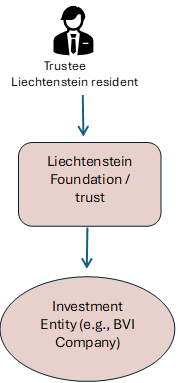 Trustee
Liechtenstein resident
Liechtenstein
Foundation /
trust
Investment
Entity (e.g., BVI
Company)